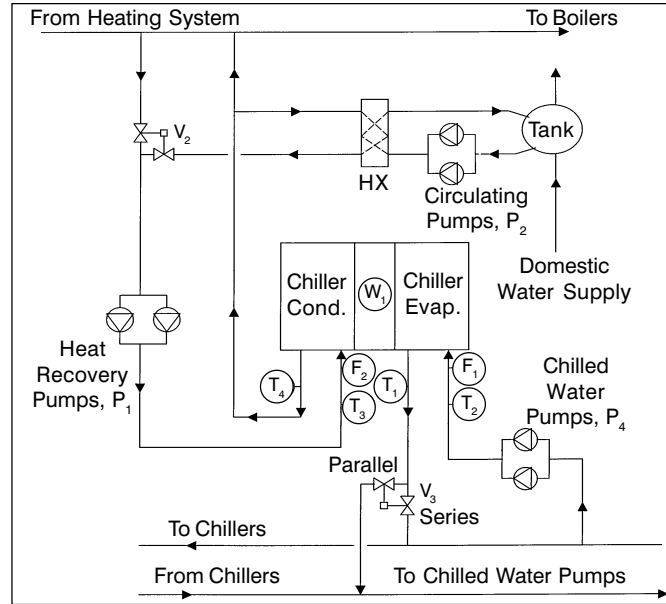 From Heating System
To Boilers
V₂
Tank
HX
Circulating
Pumps, P₂
Domestic
Water Supply
Chiller
Cond.
W₁
Chiller
Evap.
Heat
Recovery
Pumps, P₁
T₄
F₂
T₃
T₁
F₁
T₂
Chilled
Water
Pumps, P₄
Parallel
V₃
Series
To Chillers
From Chillers
To Chilled Water Pumps